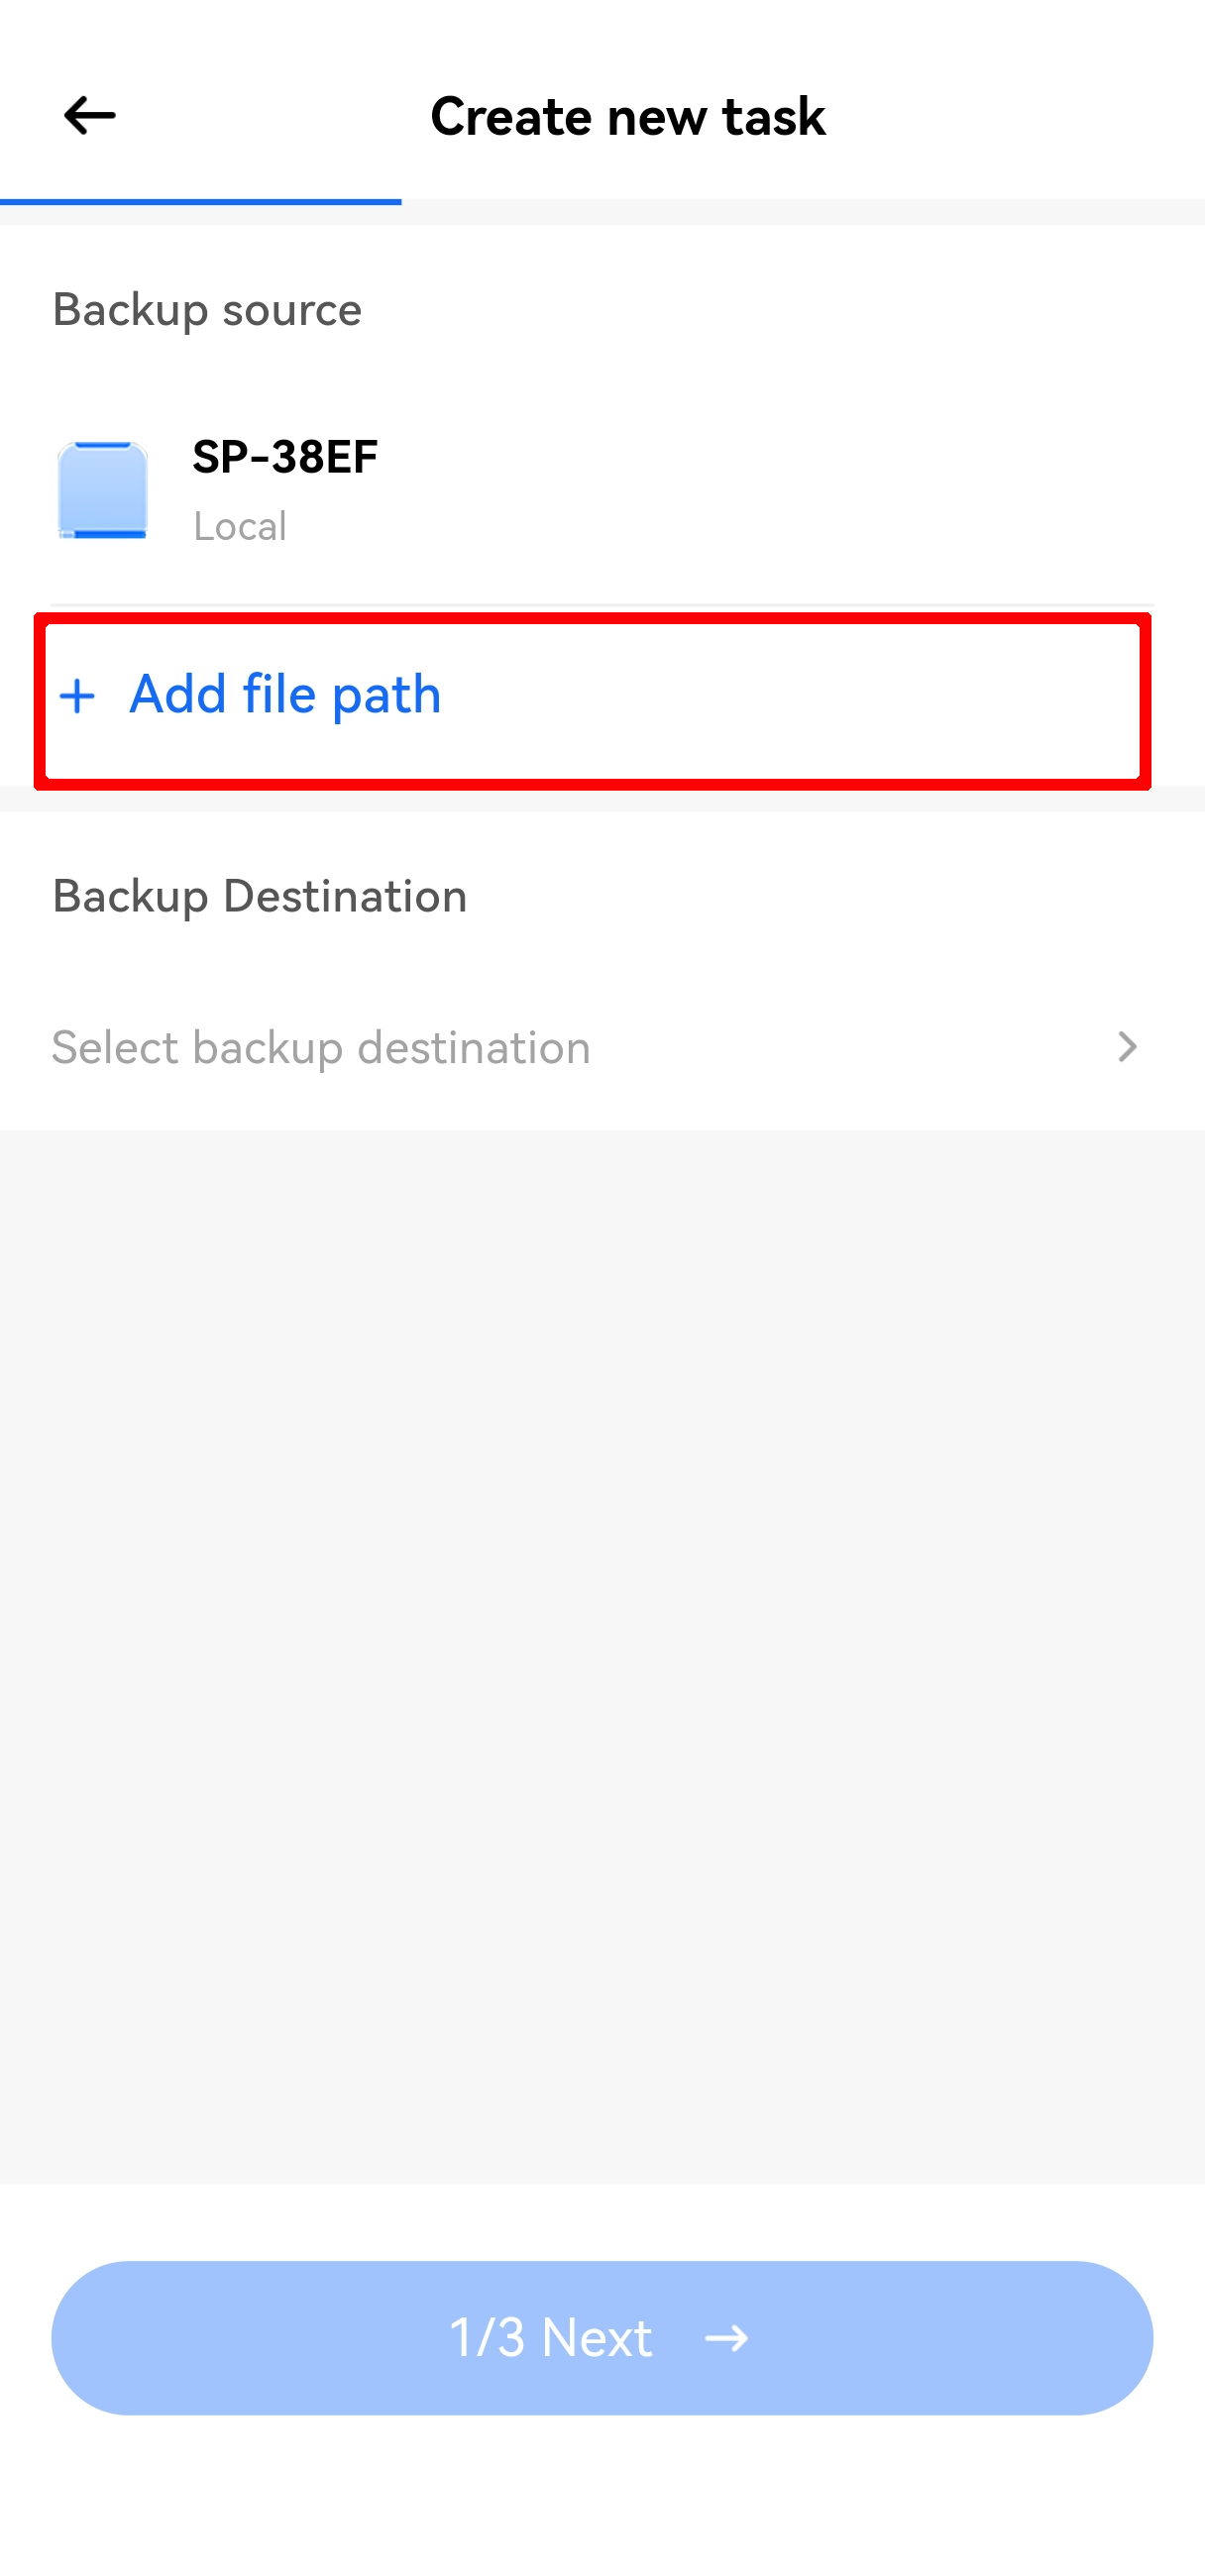 Create new task
Backup source
SP-38EF
Local
+ Add file path
Backup Destination
Select backup destination
1/3 Next →